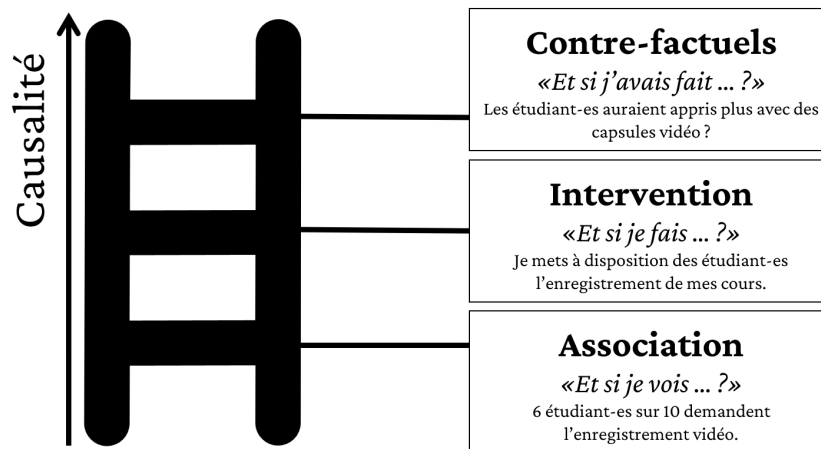 Causalité
Contre-factuels
«Et si j’avais fait ... ?»
Les étudiant-es auraient appris plus avec des
capsules vidéo ?
Intervention
«Et si je fais ... ?»
Je mets à disposition des étudiant-es
l’enregistrement de mes cours.
Association
«Et si je vois ... ?»
6 étudiant-es sur 10 demandent
l’enregistrement vidéo.